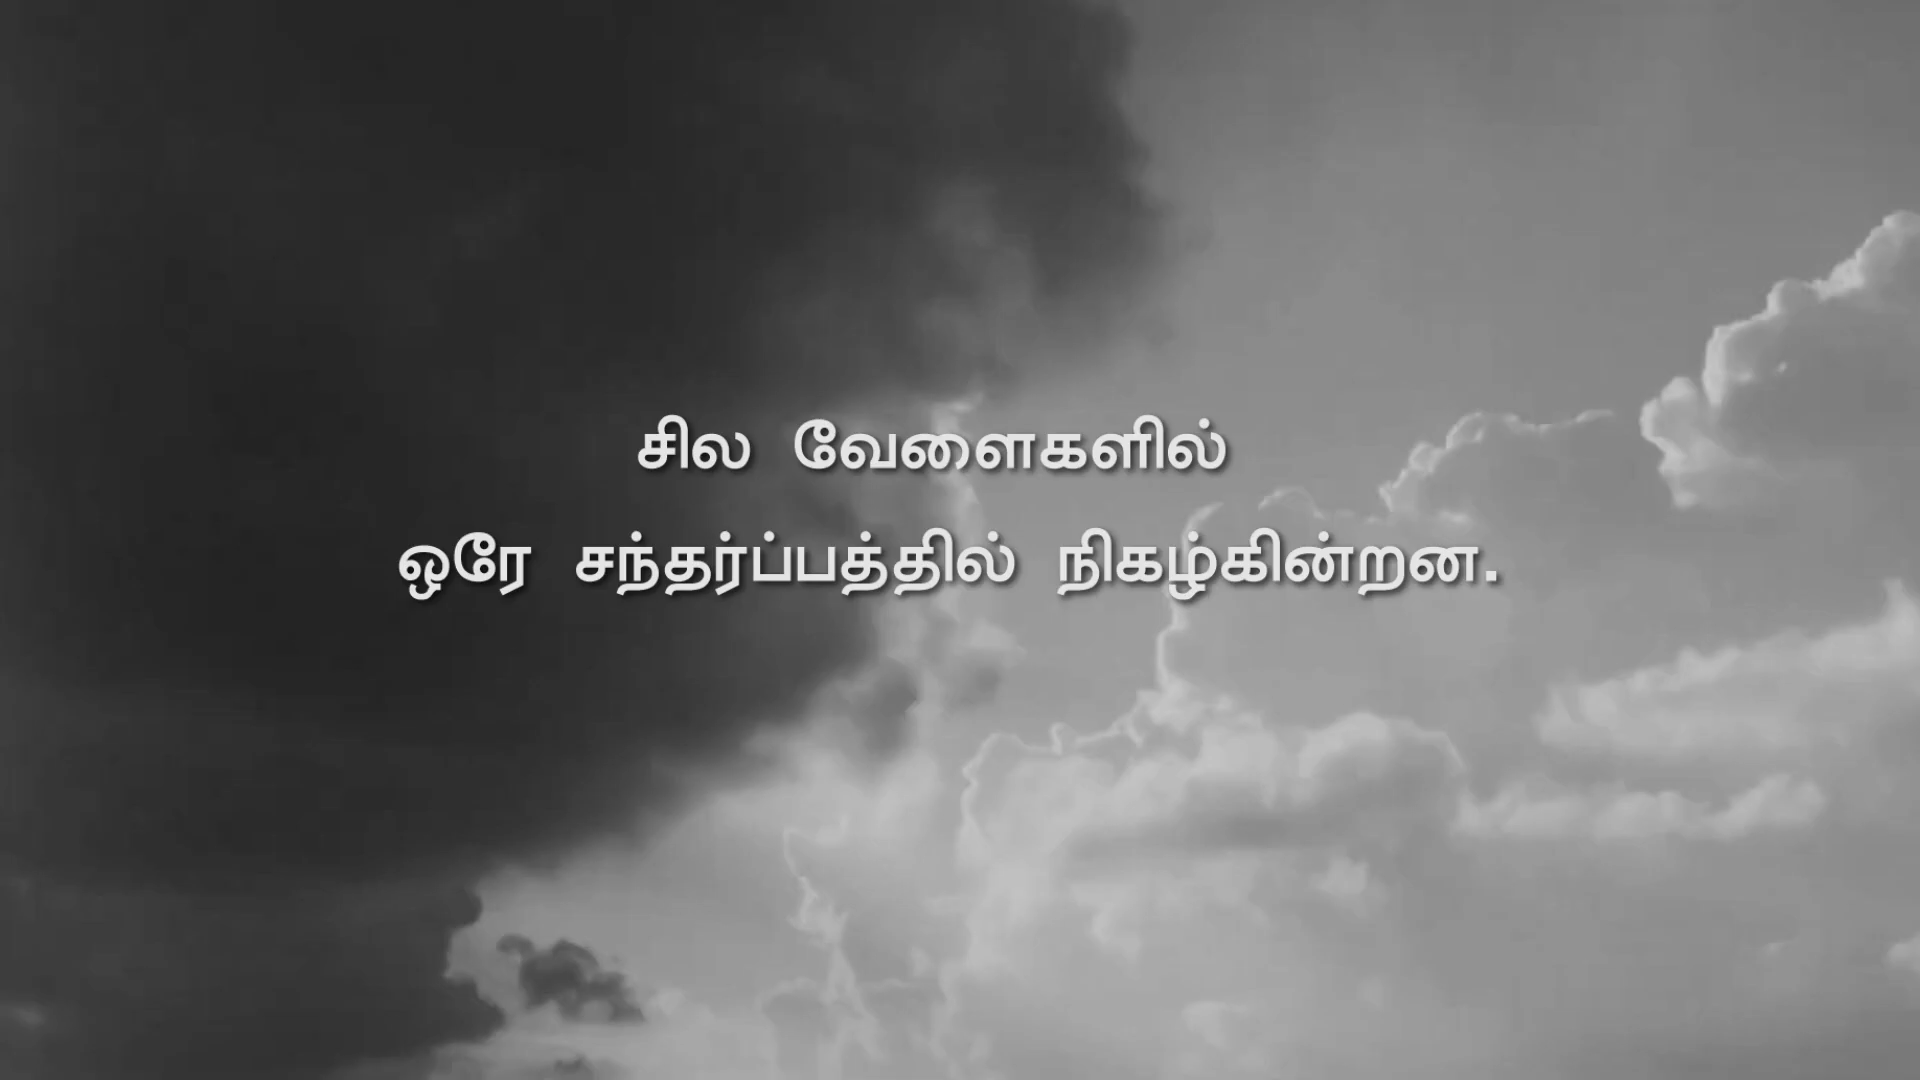 சில வேளைகளில்
ஒரே சந்தர்ப்பத்தில் நிகழ்கின்றன.